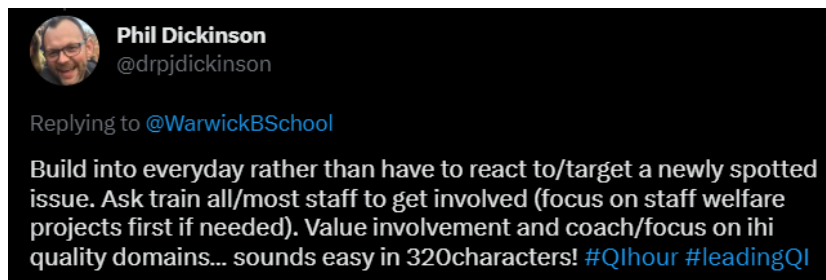 Phil Dickinson
@drpjdickinson
Replying to @WarwickBSchool
Build into everyday rather than have to react to/target a newly spotted
issue. Ask train all/most staff to get involved (focus on staff welfare
projects first if needed). Value involvement and coach/focus on ihi
quality domains... sounds easy in 320characters! #QIhour #leadingQI